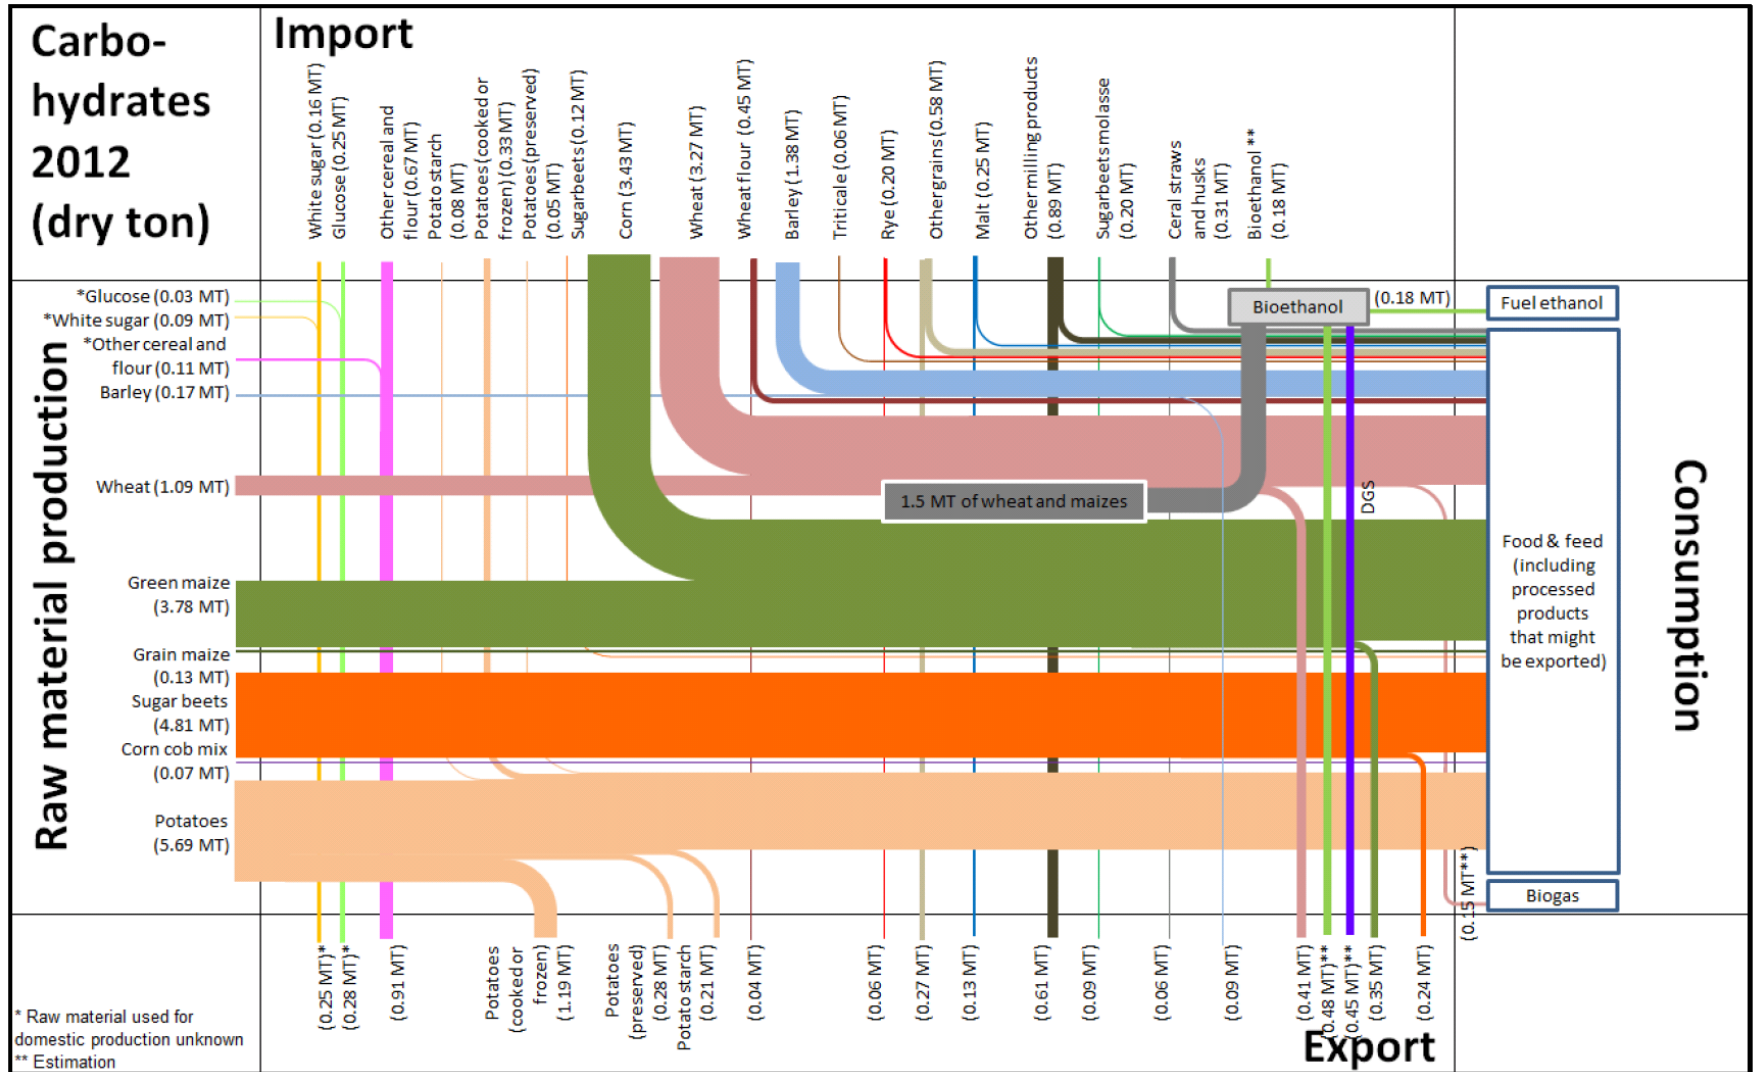 Carbo-
hydrates
2012
(dry ton)
Import
White sugar (0.16 MT)
Glucose (0.25 MT)
Other cereal and
flour (0.67 MT)
Potato starch
(0.08 MT)
Potatoes (cooked or
frozen) (0.33 MT)
Potatoes (preserved)
(0.05 MT)
Sugarbeets (0.12 MT)
Corn (3.43 MT)
Wheat (3.27 MT)
Wheat flour (0.45 MT)
Barley (1.38 MT)
Triticale (0.06 MT)
Rye (0.20 MT)
Other grains (0.58 MT)
Malt (0.25 MT)
Other milling products
(0.89 MT)
Sugarbeets molasse
(0.20 MT)
Ceral straws
and husks
(0.31 MT)
Bioethanol **
(0.18 MT)
Raw material production
*Glucose (0.03 MT)
*White sugar (0.09 MT)
*Other cereal and
flour (0.11 MT)
Barley (0.17 MT)
Wheat (1.09 MT)
Green maize
(3.78 MT)
Grain maize
(0.13 MT)
Sugar beets
(4.81 MT)
Corn cob mix
(0.07 MT)
Potatoes
(5.69 MT)
Bioethanol
(0.18 MT)
Fuel ethanol
1.5 MT of wheat and maizes
DGS
Food & feed
(including
processed
products
that might
be exported)
Biogas
(0.15 MT**)
Consumption
(0.25 MT)*
(0.28 MT)*
(0.91 MT)
Potatoes
(cooked or
frozen)
(1.19 MT)
Potatoes
(preserved)
(0.28 MT)
Potato starch
(0.21 MT)
(0.04 MT)
(0.06 MT)
(0.27 MT)
(0.13 MT)
(0.61 MT)
(0.09 MT)
(0.06 MT)
(0.09 MT)
(0.41 MT)
(0.48 MT)**
(0.45 MT)**
(0.35 MT)
(0.24 MT)
Export
* Raw material used for
domestic production unknown
** Estimation